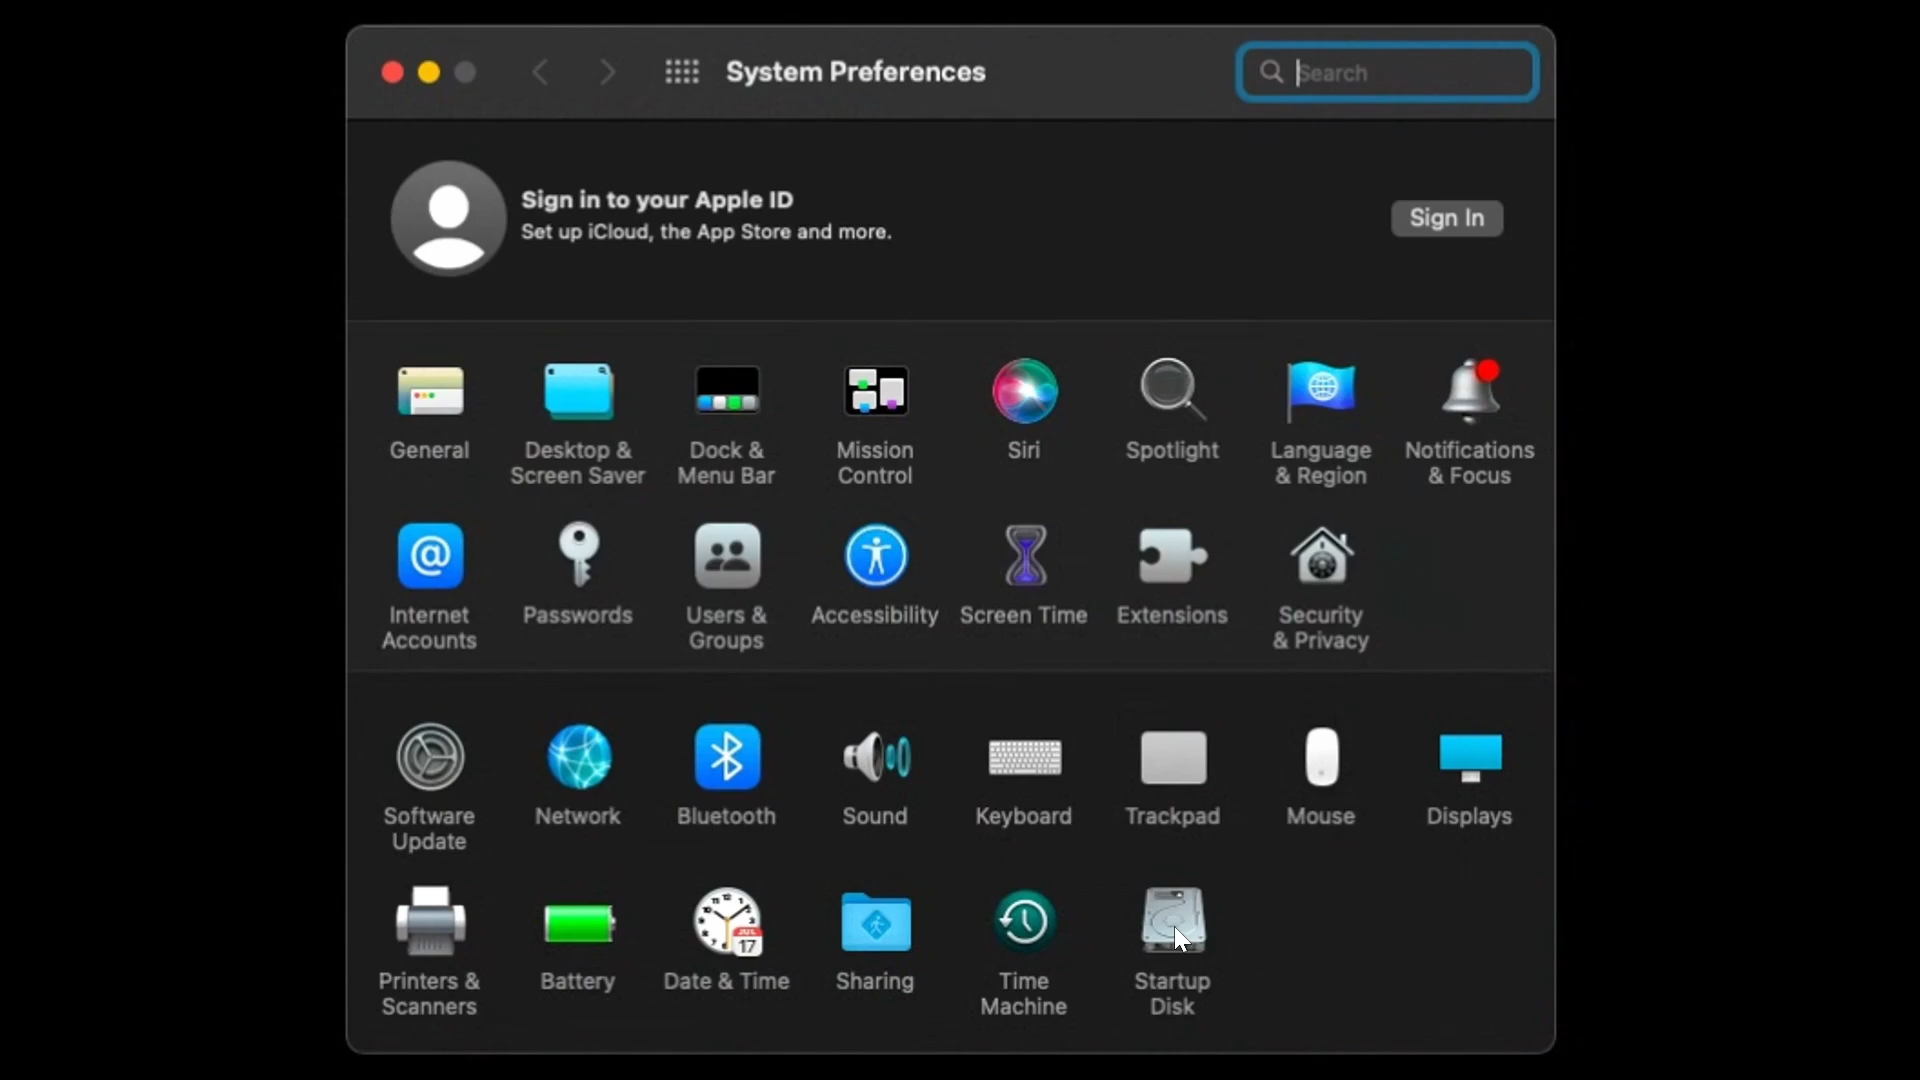 System Preferences
Search
Sign in to your Apple ID
Set up iCloud, the App Store and more.
Sign In
General
Desktop &
Screen Saver
Dock &
Menu Bar
Mission
Control
Siri
Spotlight
Language
& Region
Notifications
& Focus
Internet
Accounts
Passwords
Users &
Groups
Accessibility
Screen Time
Extensions
Security
& Privacy
Software
Update
Network
Bluetooth
Sound
Keyboard
Trackpad
Mouse
Displays
Printers &
Scanners
Battery
JUL
17
Date & Time
Sharing
Time
Machine
Startup
Disk